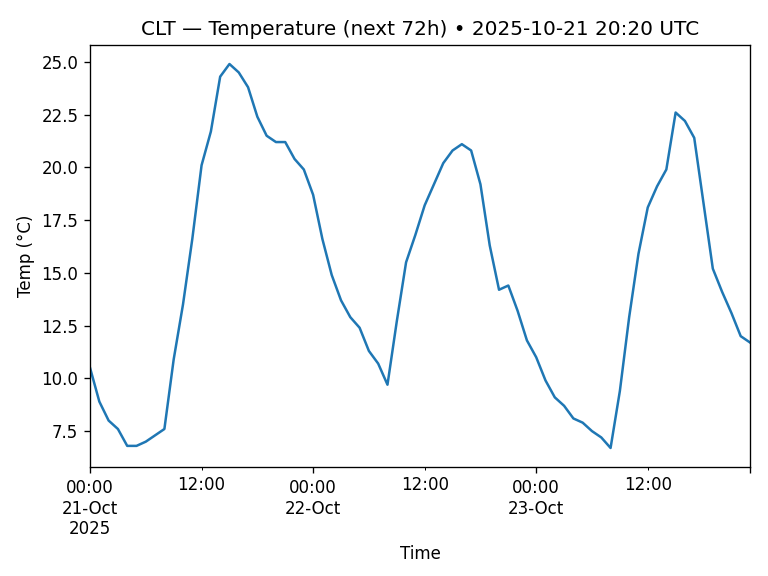 CLT — Temperature (next 72h) • 2025-10-21 20:20 UTC
25.0
22.5
20.0
17.5
15.0
12.5
10.0
7.5
Temp (°C)
00:00 12:00 00:00 12:00 00:00 12:00
21-Oct 22-Oct 23-Oct
2025
Time